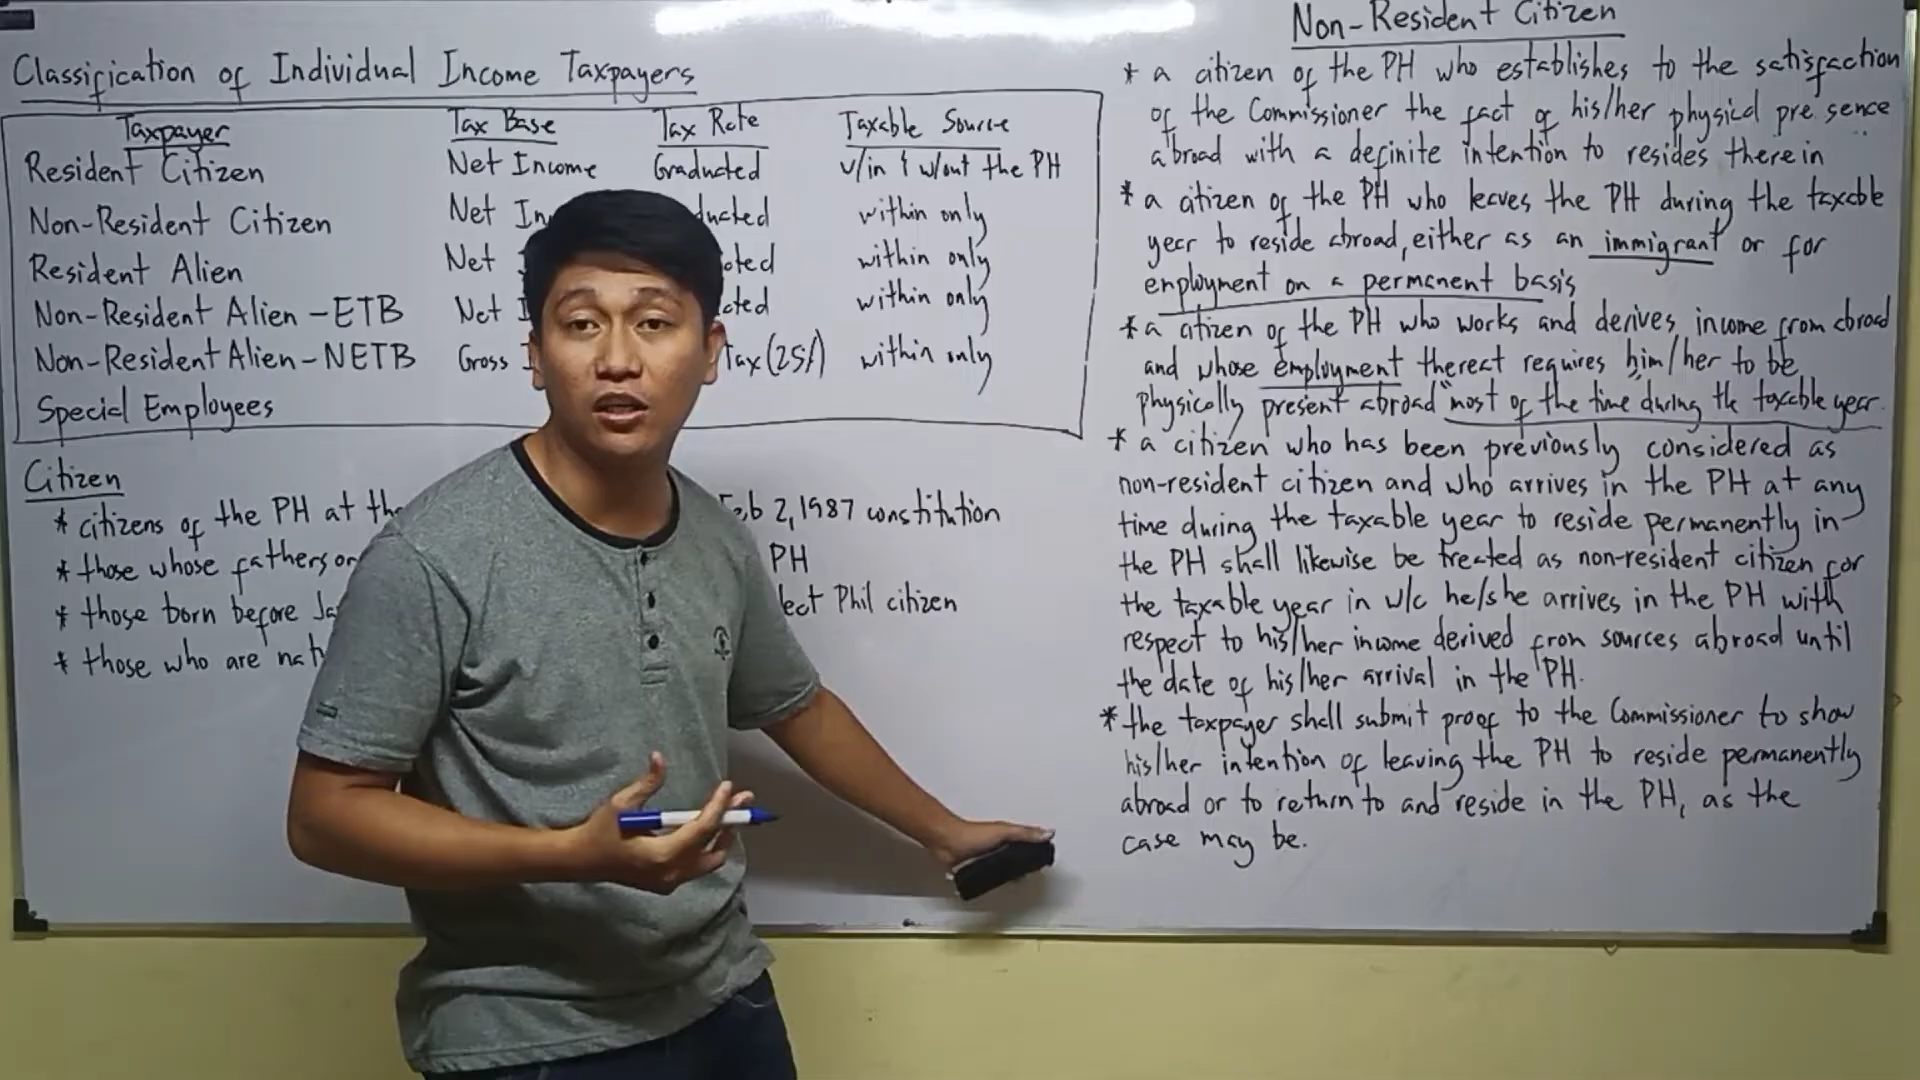 Classification of Individual Income Taxpayers
Taxpayer Tax Base Tax Rate Taxable Source
Resident Citizen Net Income Graduated w/in & w/out the PH
Non-Resident Citizen Net In ducted within only
Resident Alien Net within only
Non-Resident Alien - ETB Net within only
Non-Resident Alien - NETB Gross Tax (25%) within only
Special Employees
Citizen
* citizens of the PH at the Feb 2, 1987 constitution
* those whose fathers or PH
* those born before Ja lect Phil citizen
* those who are nat
Non-Resident Citizen
* a citizen of the PH who establishes to the satisfaction
of the Commissioner the fact of his/her physical presence
abroad with a definite intention to resides therein
* a citizen of the PH who leaves the PH during the taxable
year to reside abroad, either as an immigrant or for
employment on a permanent basis
* a citizen of the PH who works and derives income from abroad
and whose employment thereat requires him/her to be
physically present abroad "most of the time" during the taxable year.
* a citizen who has been previously considered as
non-resident citizen and who arrives in the PH at any
time during the taxable year to reside permanently in
the PH shall likewise be treated as non-resident citizen for
the taxable year in w/c he/she arrives in the PH with
respect to his/her income derived from sources abroad until
the date of his/her arrival in the PH.
* the taxpayer shall submit proof to the Commissioner to show
his/her intention of leaving the PH to reside permanently
abroad or to return to and reside in the PH, as the
case may be.